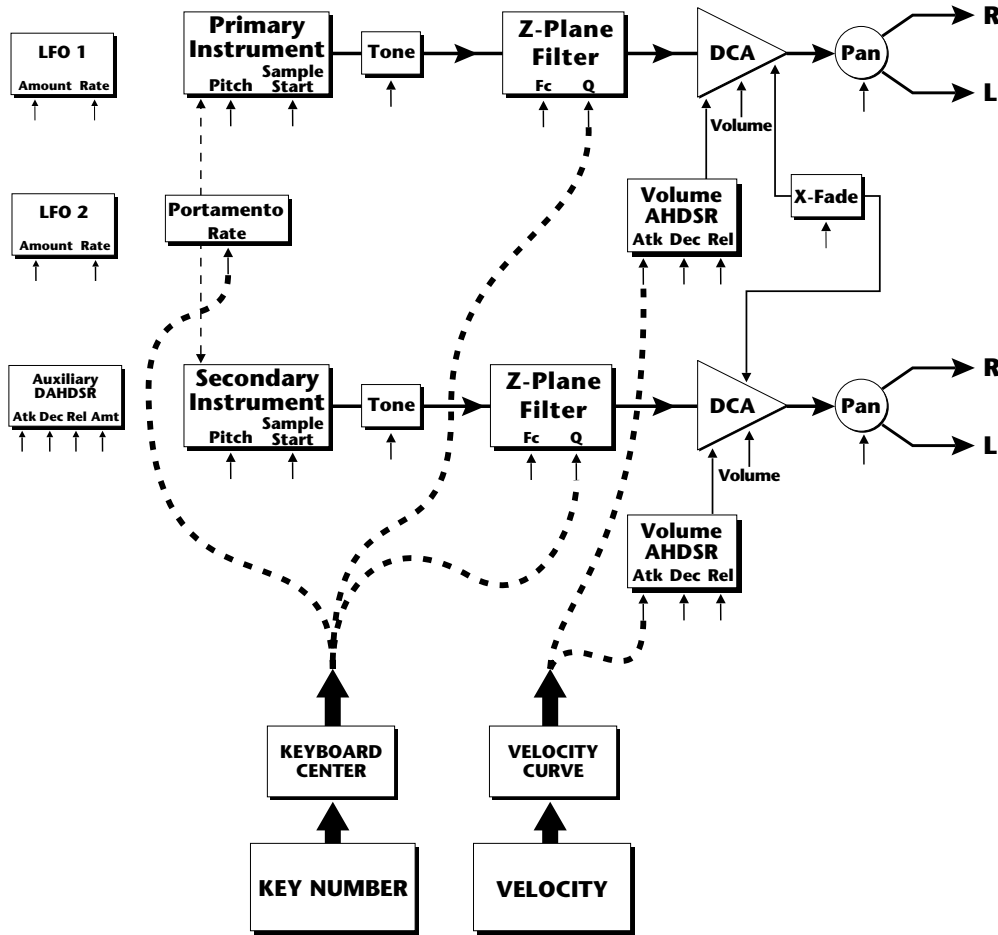 LFO 1
Amount Rate
Primary
Instrument
Sample
Pitch Start
Tone
Z-Plane
Filter
Fc Q
DCA
Volume
Pan
R
L
LFO 2
Amount Rate
Portamento
Rate
Volume
AHDSR
Atk Dec Rel
X-Fade
Auxiliary
DAHDSR
Atk Dec Rel Amt
Secondary
Instrument
Sample
Pitch Start
Tone
Z-Plane
Filter
Fc Q
DCA
Volume
Pan
R
L
Volume
AHDSR
Atk Dec Rel
KEYBOARD
CENTER
VELOCITY
CURVE
KEY NUMBER
VELOCITY